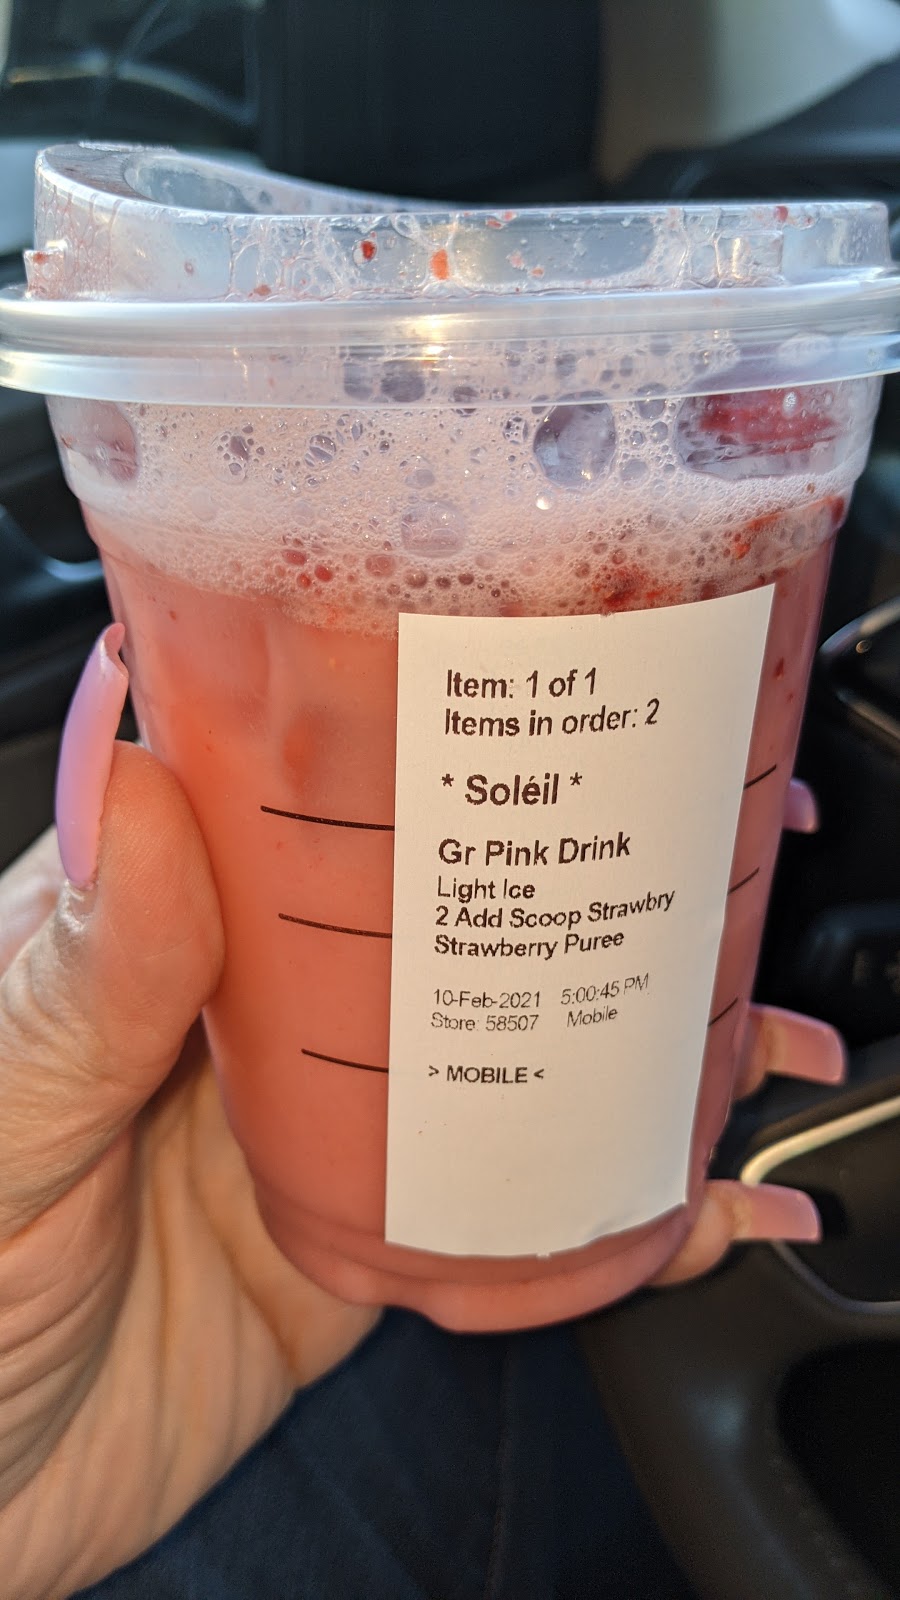 Item: 1 of 1
Items in order: 2
* Soléil *
Gr Pink Drink
Light Ice
2 Add Scoop Strawbry
Strawberry Puree
10-Feb-2021 5:00:45 PM
Store: 58507 Mobile
> MOBILE <